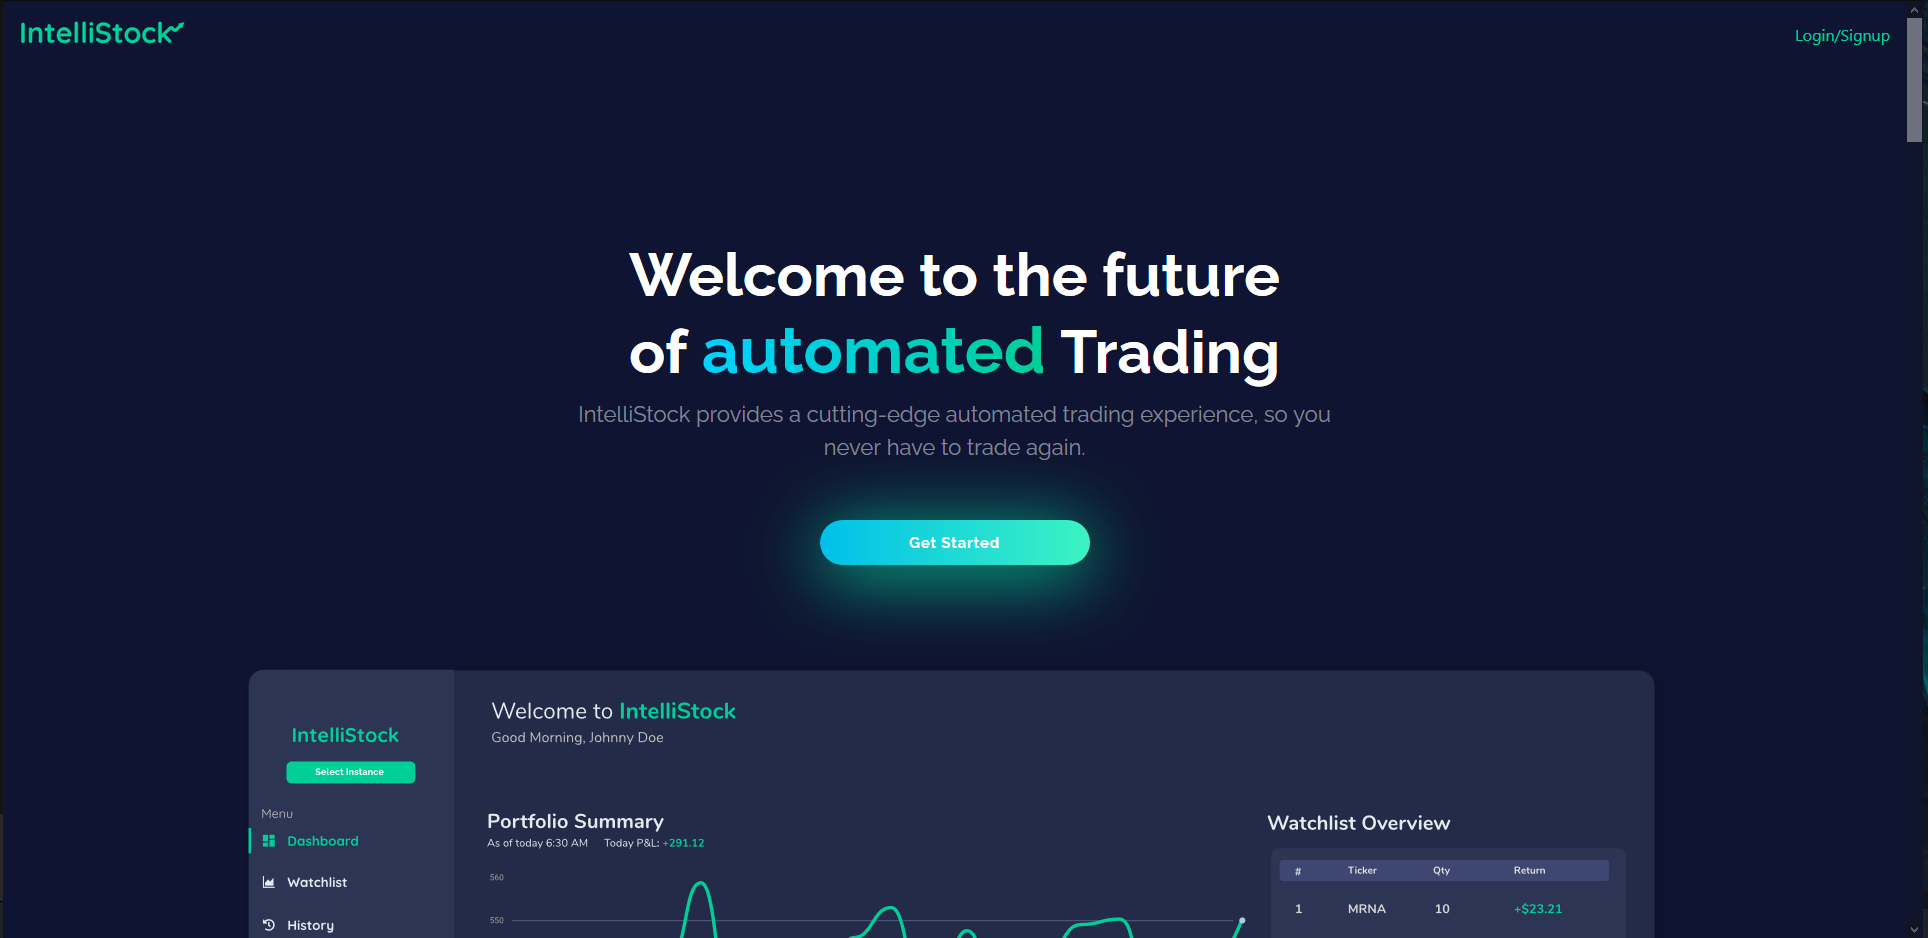 IntelliStock
Login/Signup
Welcome to the future
of automated Trading
IntelliStock provides a cutting-edge automated trading experience, so you
never have to trade again.
Get Started
IntelliStock
Select Instance
Menu
Dashboard
Watchlist
History
Welcome to IntelliStock
Good Morning, Johnny Doe
Portfolio Summary
As of today 6:30 AM Today P&L: +291.12
560
550
Watchlist Overview
# Ticker Qty Return
1 MRNA 10 +$23.21